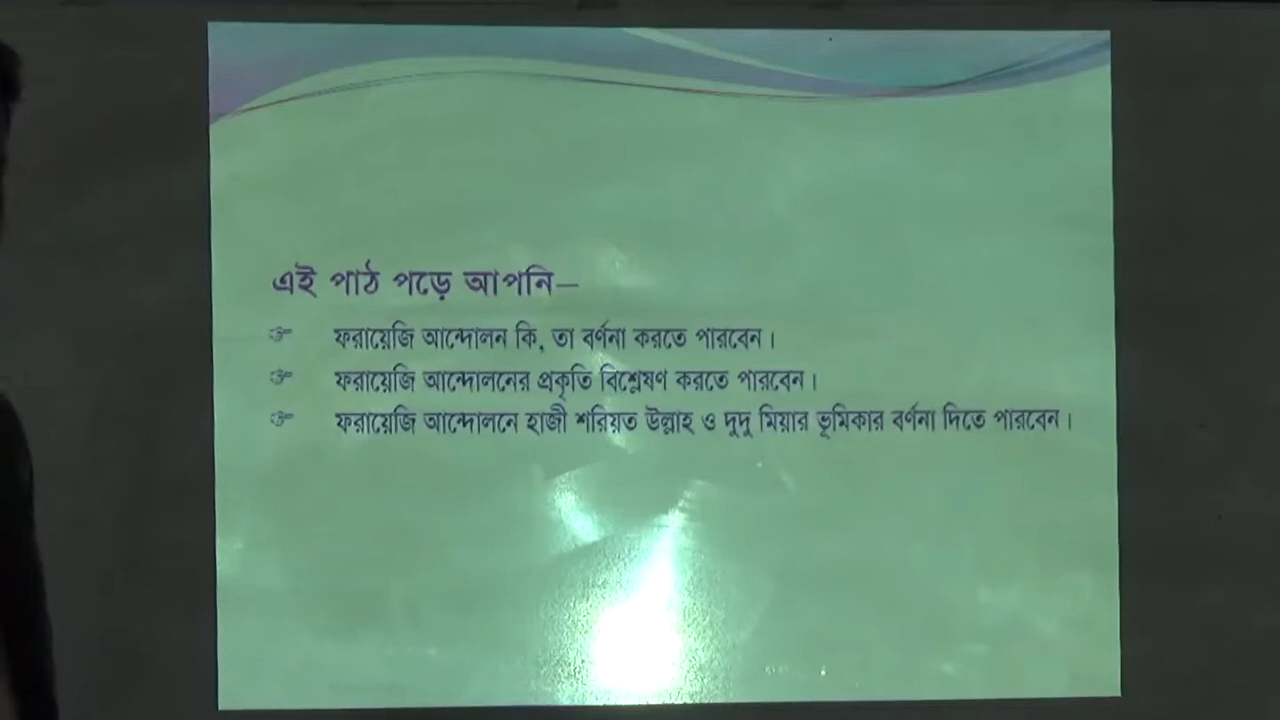 এই পাঠ পড়ে আপনি–
☞ ফরায়েজি আন্দোলন কি, তা বর্ণনা করতে পারবেন।
☞ ফরায়েজি আন্দোলনের প্রকৃতি বিশ্লেষণ করতে পারবেন।
☞ ফরায়েজি আন্দোলনে হাজী শরিয়ত উল্লাহ ও দুদু মিয়ার ভূমিকার বর্ণনা দিতে পারবেন।